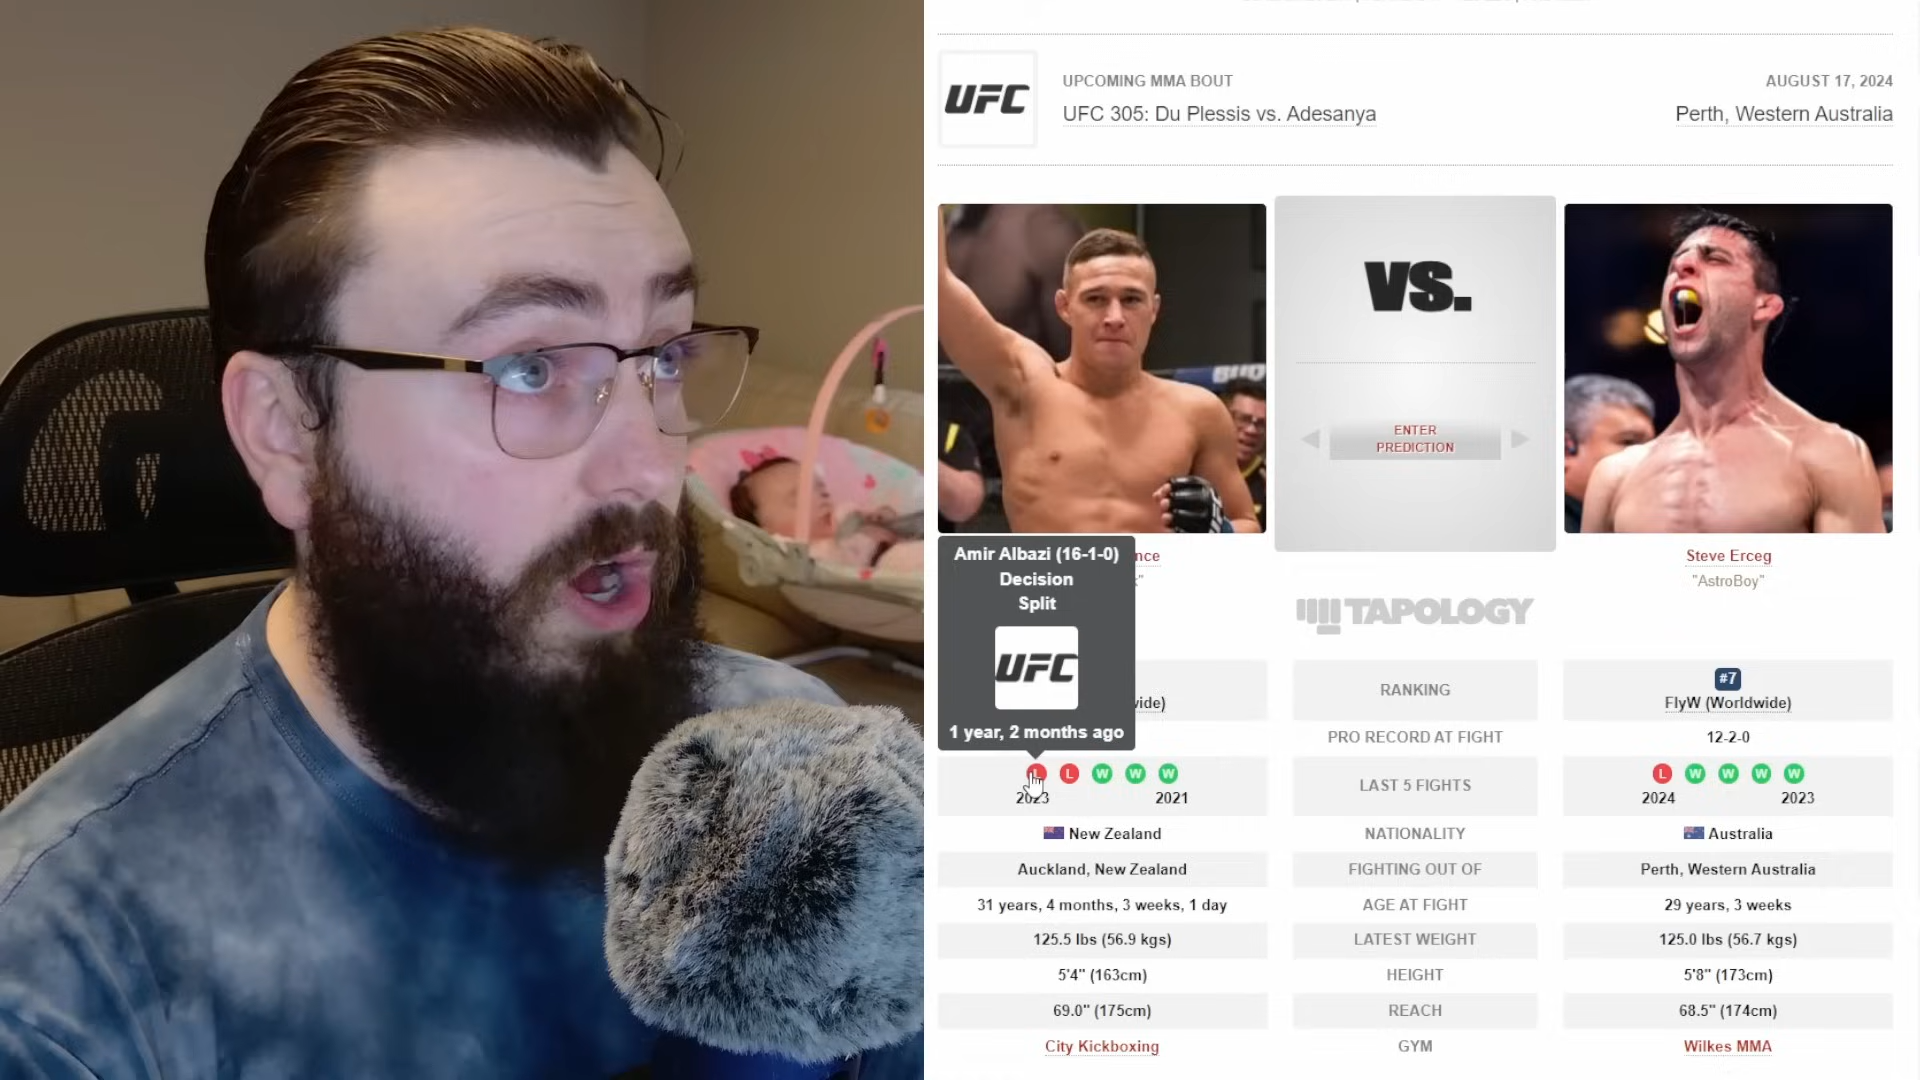 UFC
UPCOMING MMA BOUT
AUGUST 17, 2024
UFC 305: Du Plessis vs. Adesanya
Perth, Western Australia
VS.
ENTER
PREDICTION
Amir Albazi (16-1-0)
Decision
Split
UFC
1 year, 2 months ago
nce
Steve Erceg
"AstroBoy"
TAPOLOGY
RANKING
#7
FlyW (Worldwide)
wide)
PRO RECORD AT FIGHT
12-2-0
L L W W W
2023 2021
LAST 5 FIGHTS
L W W W W
2024 2023
New Zealand
NATIONALITY
Australia
Auckland, New Zealand
FIGHTING OUT OF
Perth, Western Australia
31 years, 4 months, 3 weeks, 1 day
AGE AT FIGHT
29 years, 3 weeks
125.5 lbs (56.9 kgs)
LATEST WEIGHT
125.0 lbs (56.7 kgs)
5'4" (163cm)
HEIGHT
5'8" (173cm)
69.0" (175cm)
REACH
68.5" (174cm)
City Kickboxing
GYM
Wilkes MMA